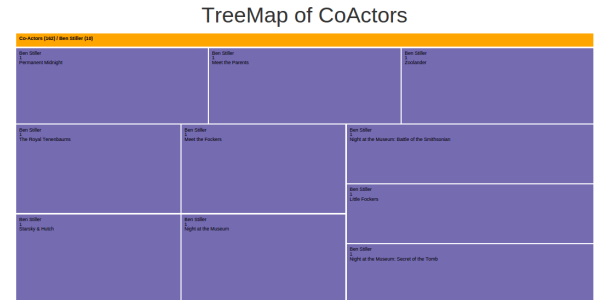 TreeMap of CoActors
Co-Actors [162] / Ben Stiller (10)
Ben Stiller
1
Permanent Midnight
Ben Stiller
1
Meet the Parents
Ben Stiller
1
Zoolander
Ben Stiller
1
The Royal Tenenbaums
Ben Stiller
1
Meet the Fockers
Ben Stiller
1
Night at the Museum: Battle of the Smithsonian
Ben Stiller
1
Little Fockers
Ben Stiller
1
Starsky & Hutch
Ben Stiller
1
Night at the Museum
Ben Stiller
1
Night at the Museum: Secret of the Tomb